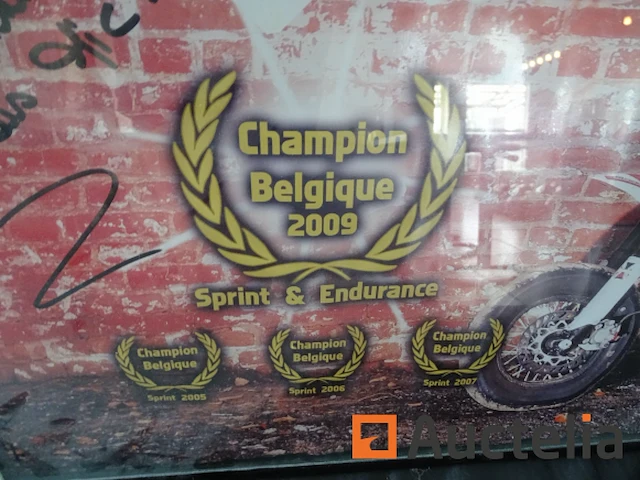 Champion
Belgique
2009
Sprint & Endurance
Champion
Belgique
Sprint 2005
Champion
Belgique
Sprint 2006
Champion
Belgique
Sprint 2007
Auctelia